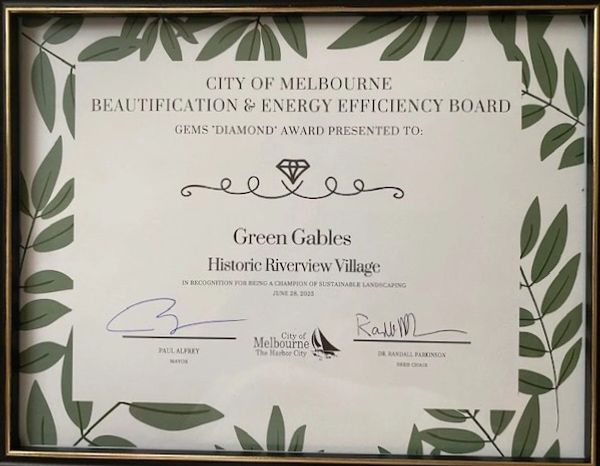 CITY OF MELBOURNE
BEAUTIFICATION & ENERGY EFFICIENCY BOARD
GEMS "DIAMOND" AWARD PRESENTED TO:
Green Gables
Historic Riverview Village
IN RECOGNITION FOR BEING A CHAMPION OF SUSTAINABLE LANDSCAPING
JUNE 28, 2023
PAUL ALFREY
MAYOR
City of
Melbourne
The Harbor City
DR. RANDALL PARKINSON
BEEB CHAIR